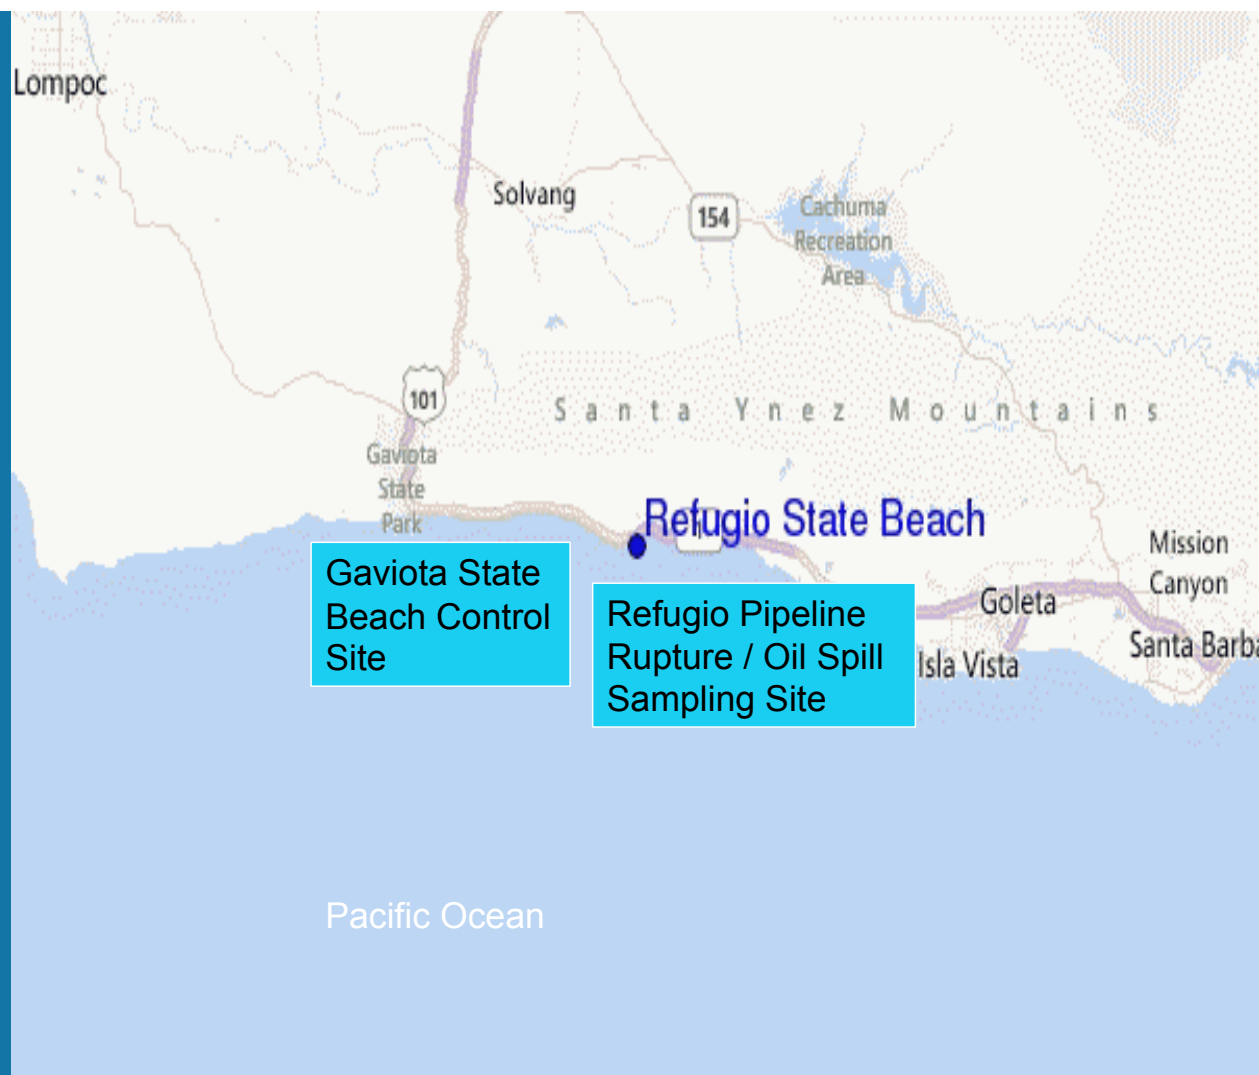 Lompoc
Solvang
154
Cachuma
Recreation
Area
101
Santa Ynez Mountains
Gaviota
State
Park
Refugio State Beach
Mission
Canyon
Gaviota State
Beach Control
Site
Refugio Pipeline
Rupture / Oil Spill
Sampling Site
Goleta
Isla Vista
Santa Barba
Pacific Ocean